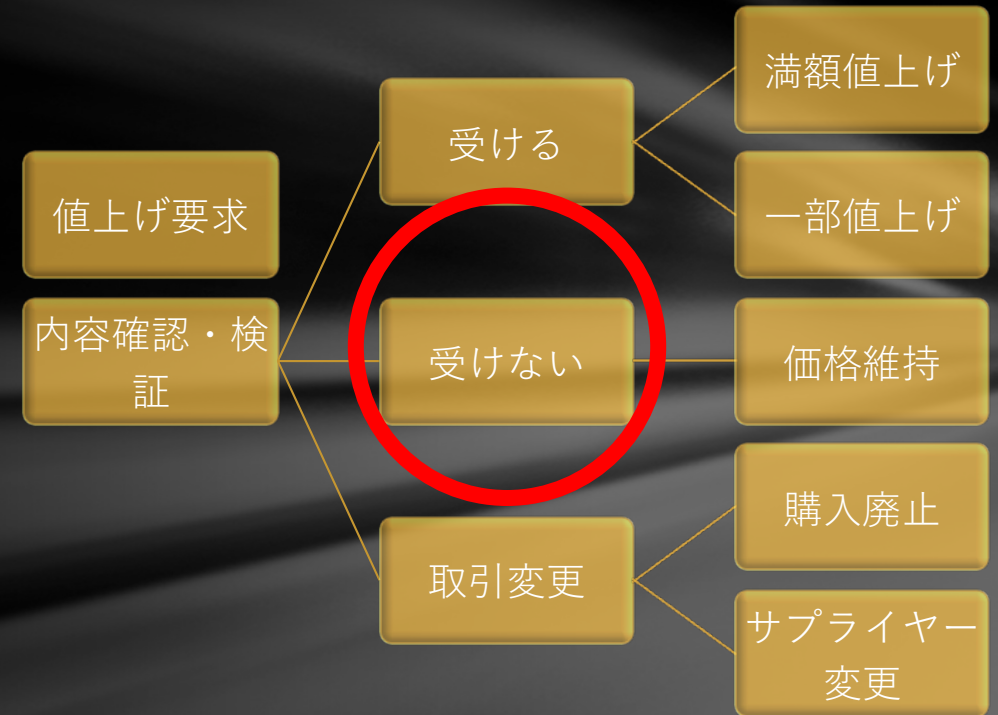 値上げ要求
内容確認・検
証
受ける
受けない
取引変更
満額値上げ
一部値上げ
価格維持
購入廃止
サプライヤー
変更